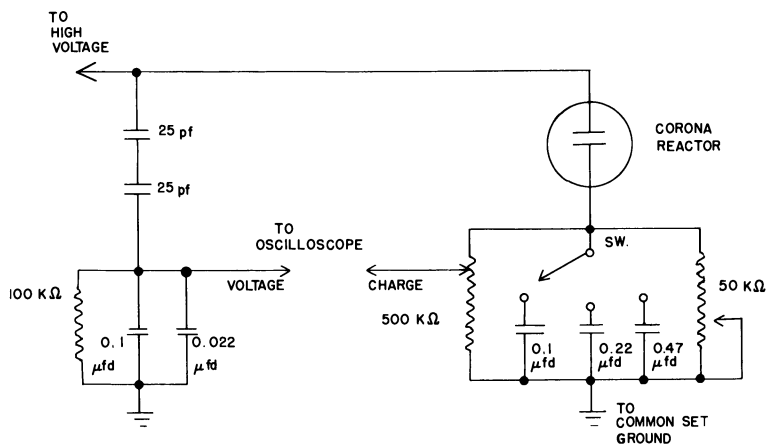 TO
HIGH
VOLTAGE
25 pf
25 pf
CORONA
REACTOR
TO
OSCILLOSCOPE
VOLTAGE
CHARGE
SW.
100 KΩ
0.1
μfd
0.022
μfd
500 KΩ
0.1
μfd
0.22
μfd
0.47
μfd
50 KΩ
TO
COMMON SET
GROUND